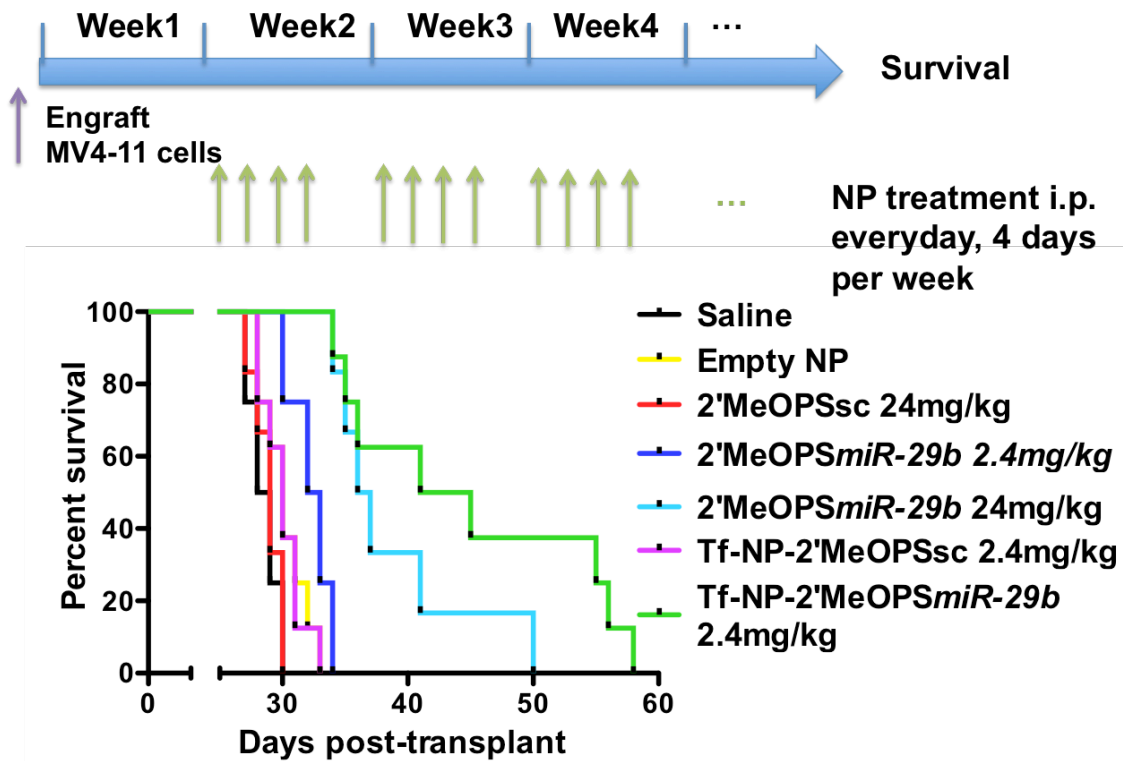 Week1 Week2 Week3 Week4 ...
Survival
Engraft
MV4-11 cells
...
NP treatment i.p.
everyday, 4 days
per week
Percent survival
100
80
60
40
20
0
0 30 40 50 60
Days post-transplant
Saline
Empty NP
2'MeOPSsc 24mg/kg
2'MeOPSmiR-29b 2.4mg/kg
2'MeOPSmiR-29b 24mg/kg
Tf-NP-2'MeOPSsc 2.4mg/kg
Tf-NP-2'MeOPSmiR-29b
2.4mg/kg